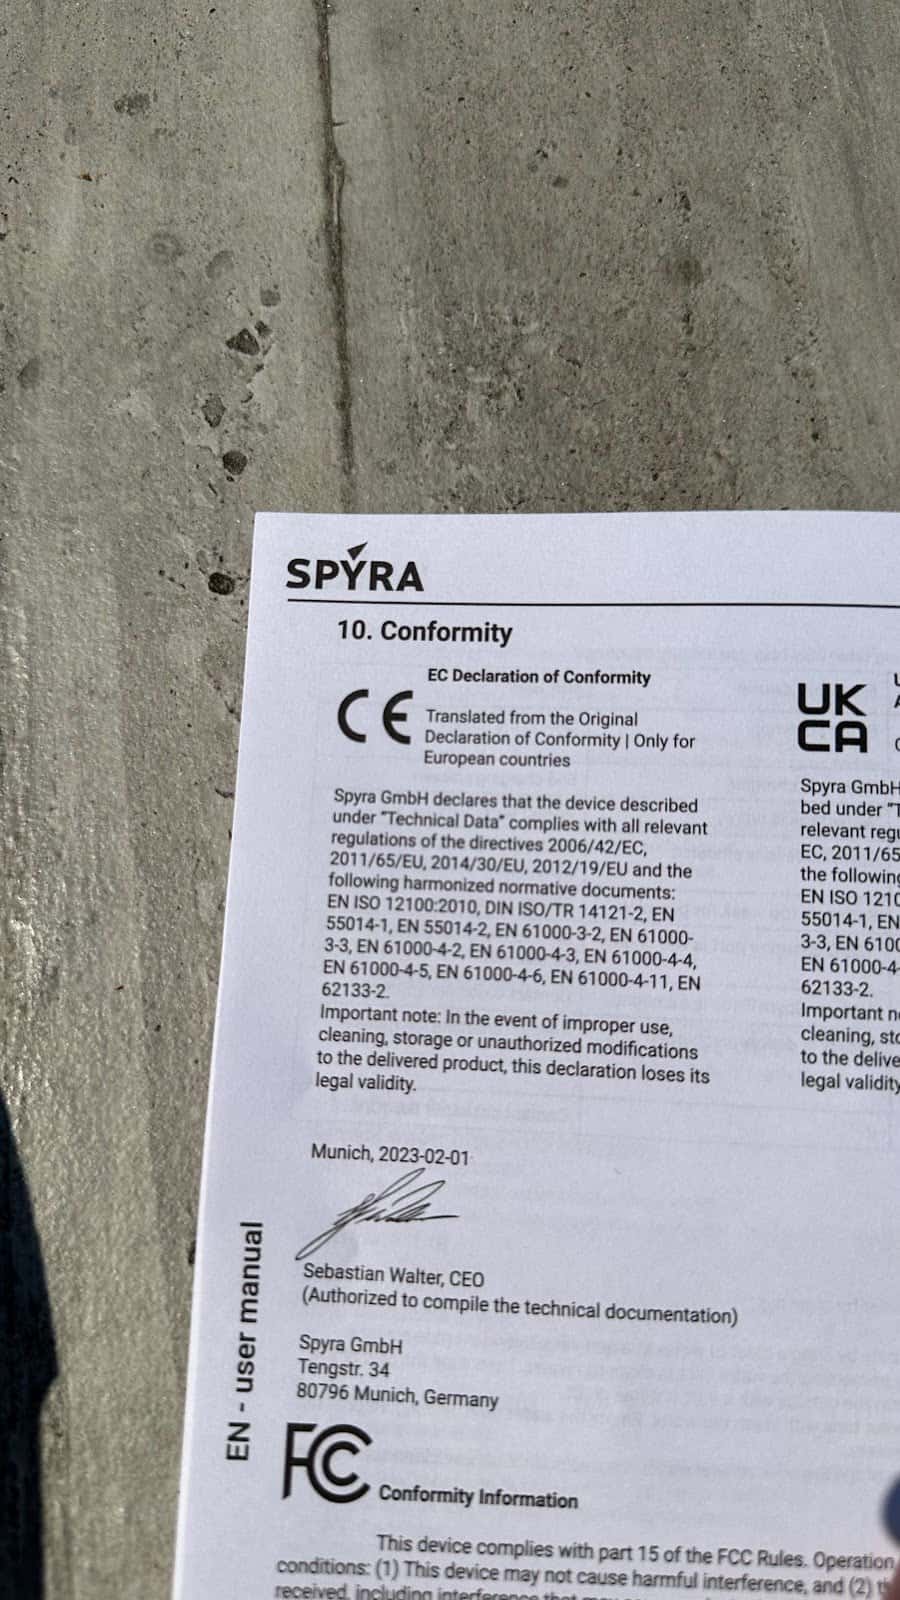 SPYRA
10. Conformity
CE
EC Declaration of Conformity
Translated from the Original
Declaration of Conformity | Only for
European countries
Spyra GmbH declares that the device described
under "Technical Data" complies with all relevant
regulations of the directives 2006/42/EC,
2011/65/EU, 2014/30/EU, 2012/19/EU and the
following harmonized normative documents:
EN ISO 12100:2010, DIN ISO/TR 14121-2, EN
55014-1, EN 55014-2, EN 61000-3-2, EN 61000-
3-3, EN 61000-4-2, EN 61000-4-3, EN 61000-4-4,
EN 61000-4-5, EN 61000-4-6, EN 61000-4-11, EN
62133-2.
Important note: In the event of improper use,
cleaning, storage or unauthorized modifications
to the delivered product, this declaration loses its
legal validity.
Munich, 2023-02-01
Sebastian Walter, CEO
(Authorized to compile the technical documentation)
Spyra GmbH
Tengstr. 34
80796 Munich, Germany
UK
CA
Spyra GmbH
bed under
relevant
EC, 2011/65
the following
EN ISO
55014-1, EN
3-3, EN
EN 61000-4-
62133-2.
Important
cleaning,
to the
legal validity
EN - user manual
FC
Conformity Information
This device complies with part 15 of the FCC Rules. Operation
conditions: (1) This device may not cause harmful interference, and (2)
received, including interference